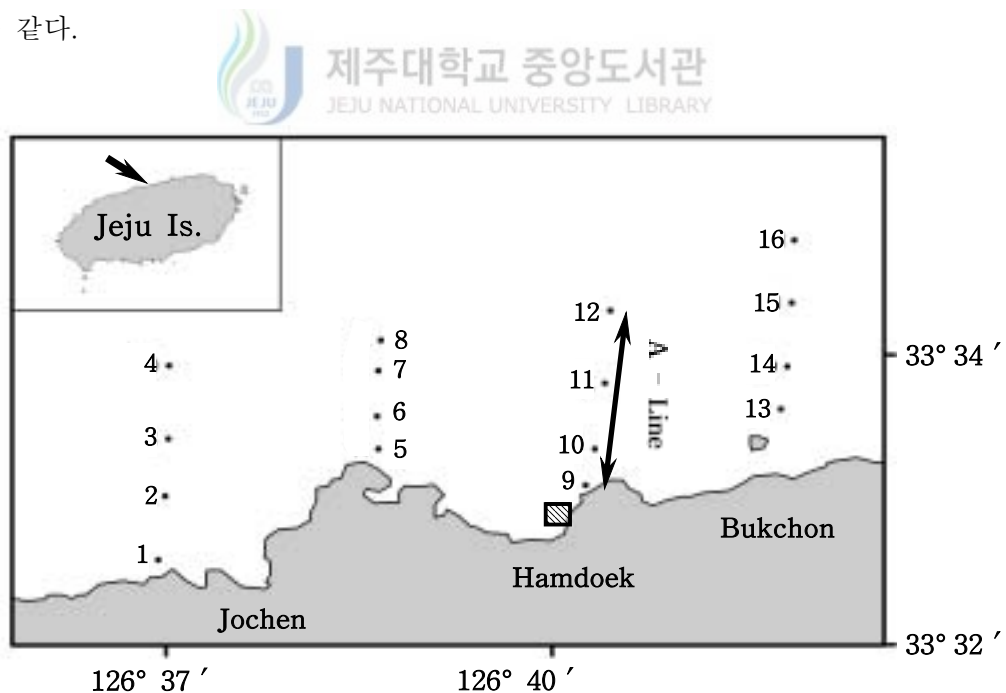 같다.
제주대학교 중앙도서관
JEJU NATIONAL UNIVERSITY LIBRARY
JEJU
1952
Jeju Is.
16
15
14
13
12
11
10
9
A - Line
8
7
6
5
4
3
2
1
33° 34 ′
Bukchon
Hamdoek
Jochen
33° 32 ′
126° 37 ′
126° 40 ′